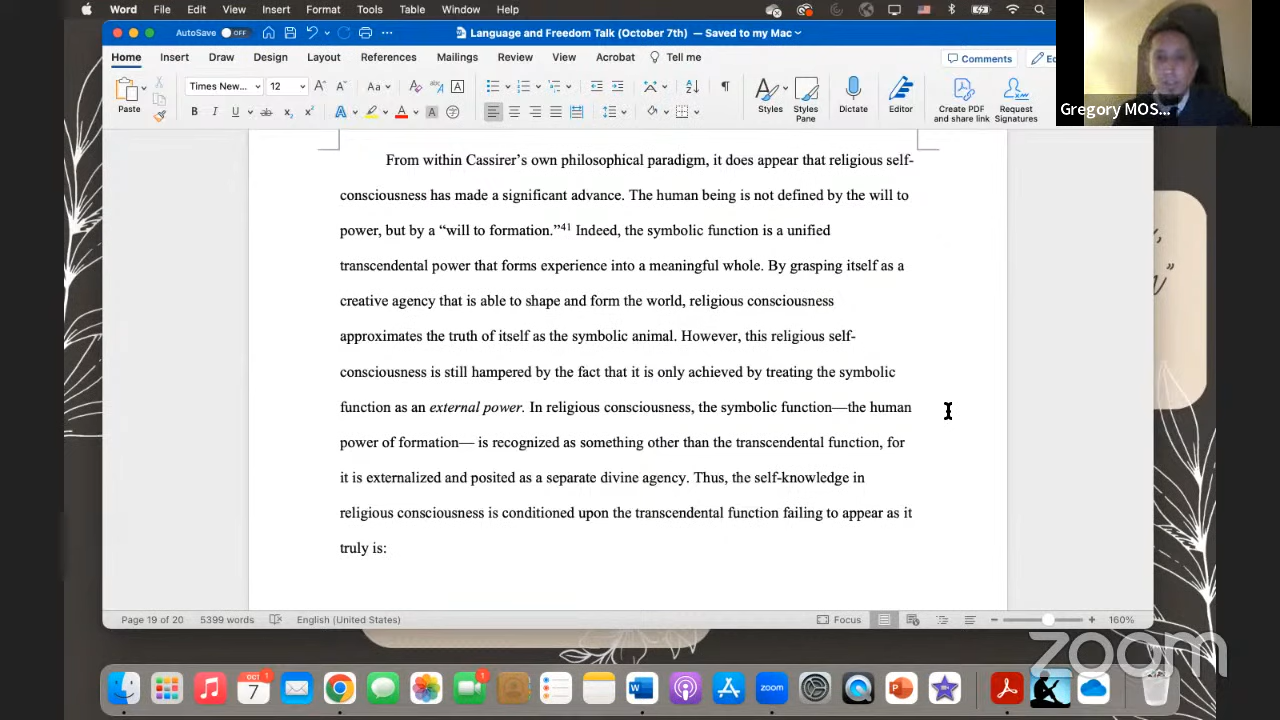 Word File Edit View Insert Format Tools Table Window Help
AutoSave OFF Language and Freedom Talk (October 7th) — Saved to my Mac
Home Insert Draw Design Layout References Mailings Review View Acrobat Tell me Comments
Times New... 12
Paste Styles Styles Pane Dictate Editor Create PDF and share link Request Signatures
Gregory MOS...
From within Cassirer’s own philosophical paradigm, it does appear that religious self-
consciousness has made a significant advance. The human being is not defined by the will to
power, but by a “will to formation.”41 Indeed, the symbolic function is a unified
transcendental power that forms experience into a meaningful whole. By grasping itself as a
creative agency that is able to shape and form the world, religious consciousness
approximates the truth of itself as the symbolic animal. However, this religious self-
consciousness is still hampered by the fact that it is only achieved by treating the symbolic
function as an external power. In religious consciousness, the symbolic function—the human
power of formation— is recognized as something other than the transcendental function, for
it is externalized and posited as a separate divine agency. Thus, the self-knowledge in
religious consciousness is conditioned upon the transcendental function failing to appear as it
truly is:
Page 19 of 20 5399 words English (United States) Focus 160%
zoom
OCT 7 1 1 zoom